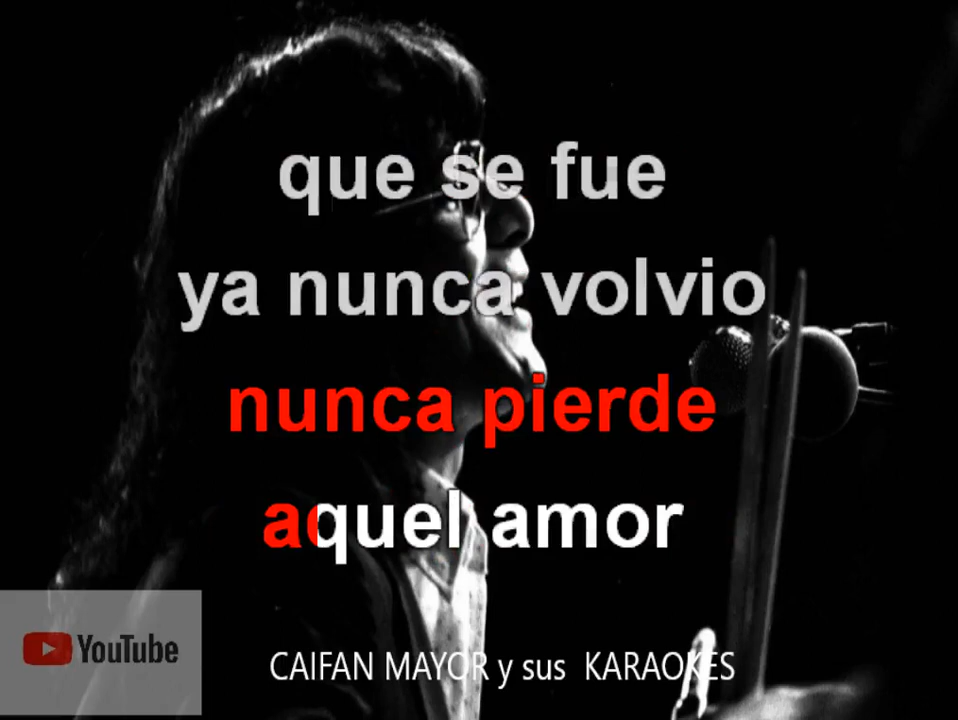 que se fue
ya nunca volvio
nunca pierde
aquel amor
YouTube
CAIFAN MAYOR y sus KARAOKES